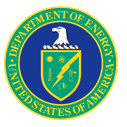 DEPARTMENT OF ENERGY
UNITED STATES OF AMERICA